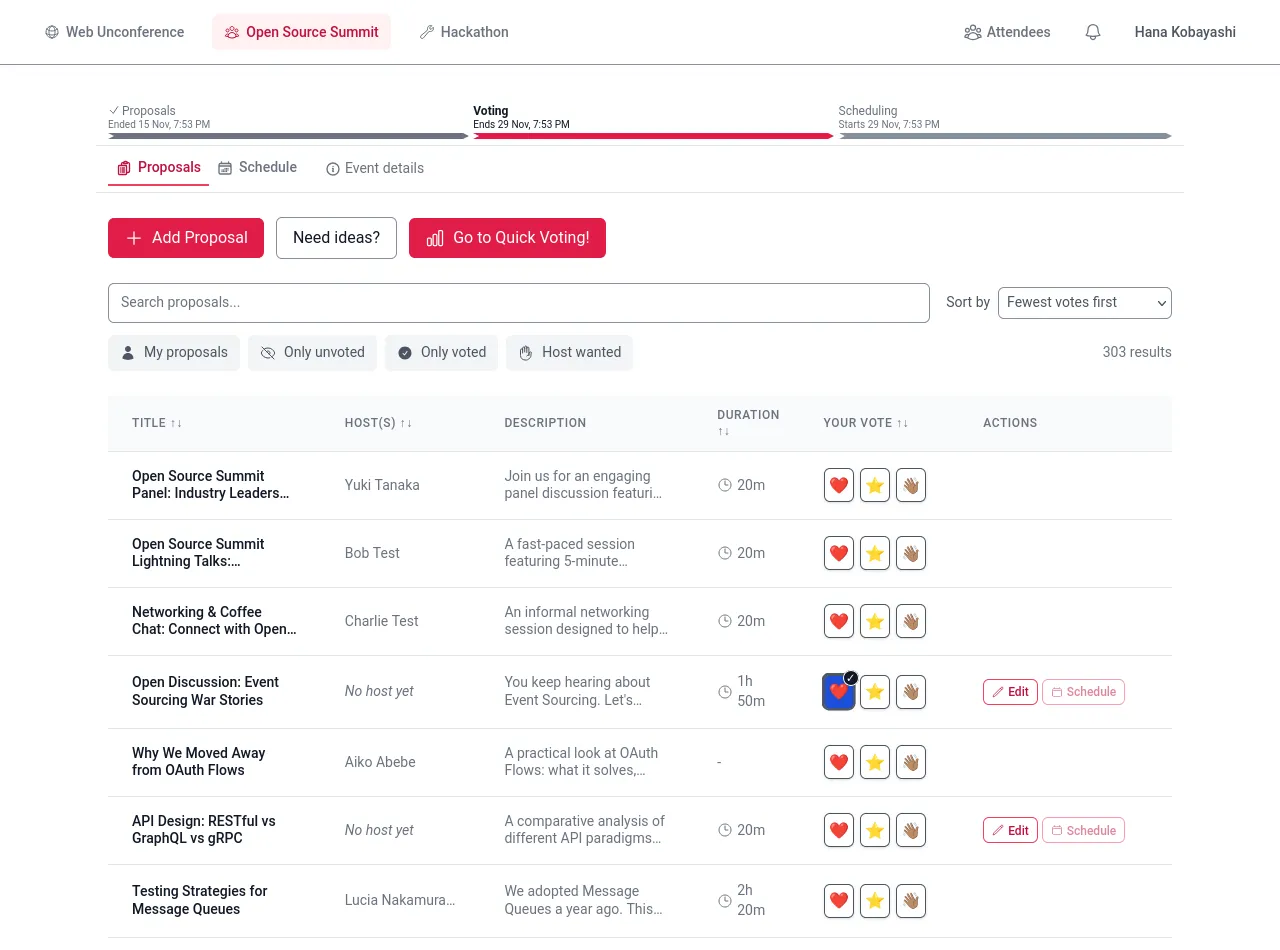 Web Unconference
Open Source Summit
Hackathon
Attendees
Hana Kobayashi
Proposals
Ended 15 Nov, 7:53 PM
Voting
Ends 29 Nov, 7:53 PM
Scheduling
Starts 29 Nov, 7:53 PM
Proposals
Schedule
Event details
Add Proposal
Need ideas?
Go to Quick Voting!
Search proposals...
Sort by
Fewest votes first
My proposals
Only unvoted
Only voted
Host wanted
303 results
TITLE ↑↓
HOST(S) ↑↓
DESCRIPTION
DURATION
↑↓
YOUR VOTE ↑↓
ACTIONS
Open Source Summit
Panel: Industry Leaders…
Yuki Tanaka
Join us for an engaging
panel discussion featuri…
20m
Open Source Summit
Lightning Talks:…
Bob Test
A fast-paced session
featuring 5-minute…
20m
Networking & Coffee
Chat: Connect with Open…
Charlie Test
An informal networking
session designed to help…
20m
Open Discussion: Event
Sourcing War Stories
No host yet
You keep hearing about
Event Sourcing. Let's…
1h
50m
Edit
Schedule
Why We Moved Away
from OAuth Flows
Aiko Abebe
A practical look at OAuth
Flows: what it solves,…
-
API Design: RESTful vs
GraphQL vs gRPC
No host yet
A comparative analysis of
different API paradigms…
20m
Edit
Schedule
Testing Strategies for
Message Queues
Lucia Nakamura…
We adopted Message
Queues a year ago. This…
2h
20m